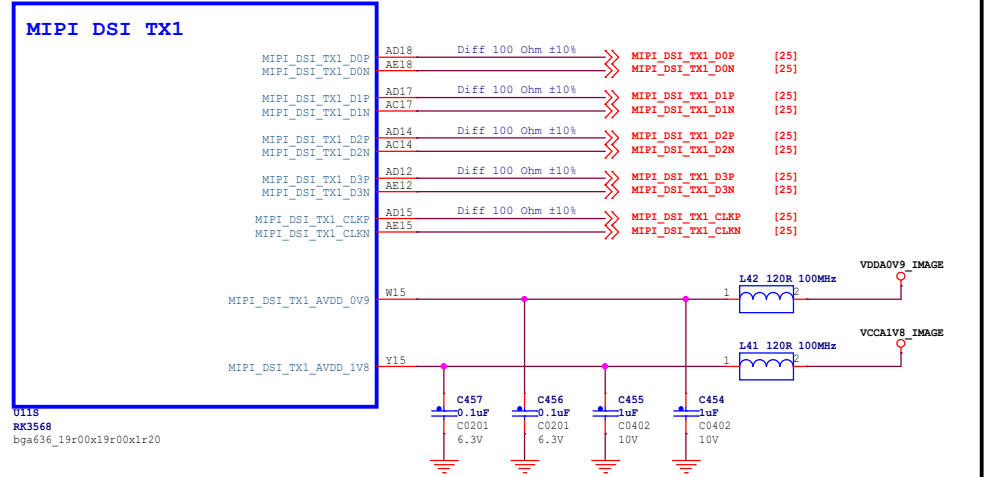 MIPI DSI TX1
MIPI_DSI_TX1_D0P AD18 Diff 100 Ohm ±10% MIPI_DSI_TX1_D0P [25]
MIPI_DSI_TX1_D0N AE18 MIPI_DSI_TX1_D0N [25]
MIPI_DSI_TX1_D1P AD17 Diff 100 Ohm ±10% MIPI_DSI_TX1_D1P [25]
MIPI_DSI_TX1_D1N AC17 MIPI_DSI_TX1_D1N [25]
MIPI_DSI_TX1_D2P AD14 Diff 100 Ohm ±10% MIPI_DSI_TX1_D2P [25]
MIPI_DSI_TX1_D2N AC14 MIPI_DSI_TX1_D2N [25]
MIPI_DSI_TX1_D3P AD12 Diff 100 Ohm ±10% MIPI_DSI_TX1_D3P [25]
MIPI_DSI_TX1_D3N AE12 MIPI_DSI_TX1_D3N [25]
MIPI_DSI_TX1_CLKP AD15 Diff 100 Ohm ±10% MIPI_DSI_TX1_CLKP [25]
MIPI_DSI_TX1_CLKN AE15 MIPI_DSI_TX1_CLKN [25]
VDDA0V9_IMAGE
L42 120R 100MHz
MIPI_DSI_TX1_AVDD_0V9 W15 1 2
VCCA1V8_IMAGE
L41 120R 100MHz
MIPI_DSI_TX1_AVDD_1V8 Y15 1 2
C457 C456 C455 C454
0.1uF 0.1uF 1uF 1uF
C0201 C0201 C0402 C0402
6.3V 6.3V 10V 10V
U11S
RK3568
bga636_19r00x19r00x1r20